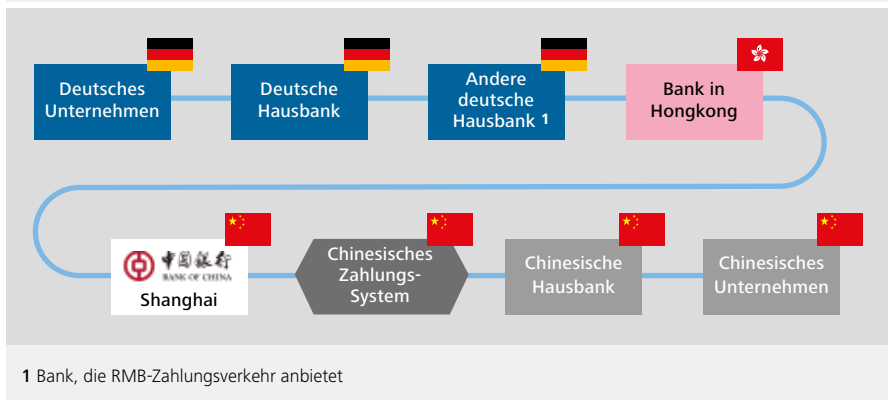 Deutsches
Unternehmen
Deutsche
Hausbank
Andere
deutsche
Hausbank 1
Bank in
Hongkong
中国银行
BANK OF CHINA
Shanghai
Chinesisches
Zahlungs-
System
Chinesische
Hausbank
Chinesisches
Unternehmen
1 Bank, die RMB-Zahlungsverkehr anbietet